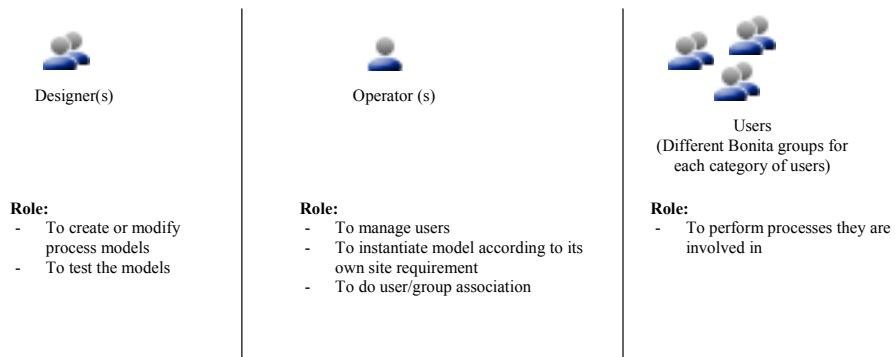 Designer(s)
Role:
- To create or modify
process models
- To test the models
Operator (s)
Role:
- To manage users
- To instantiate model according to its
own site requirement
- To do user/group association
Users
(Different Bonita groups for
each category of users)
Role:
- To perform processes they are
involved in